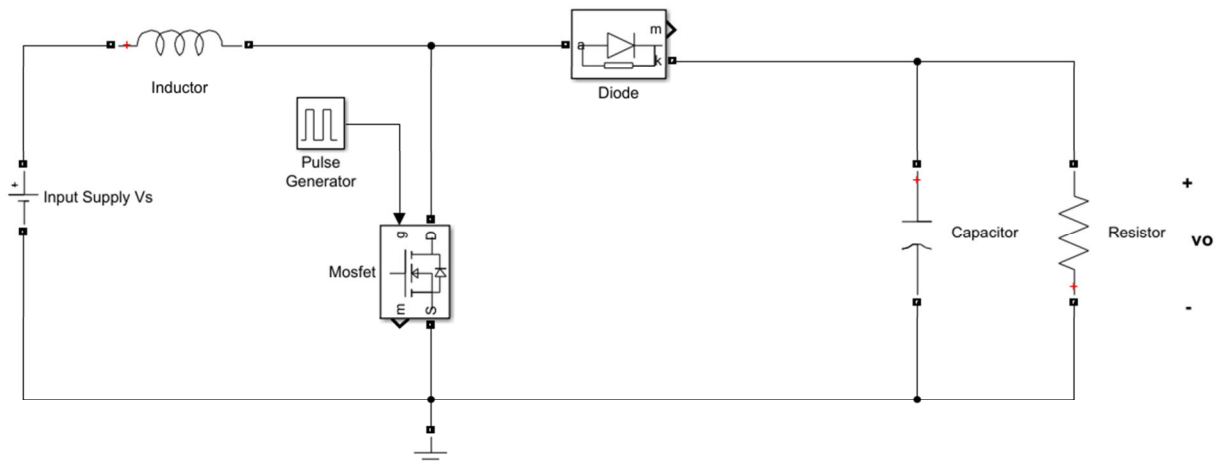 m
a
k
Inductor
Diode
Pulse
Generator
+
Input Supply Vs
g
D
Mosfet
m
S
+
Capacitor
Resistor
+
vo
-